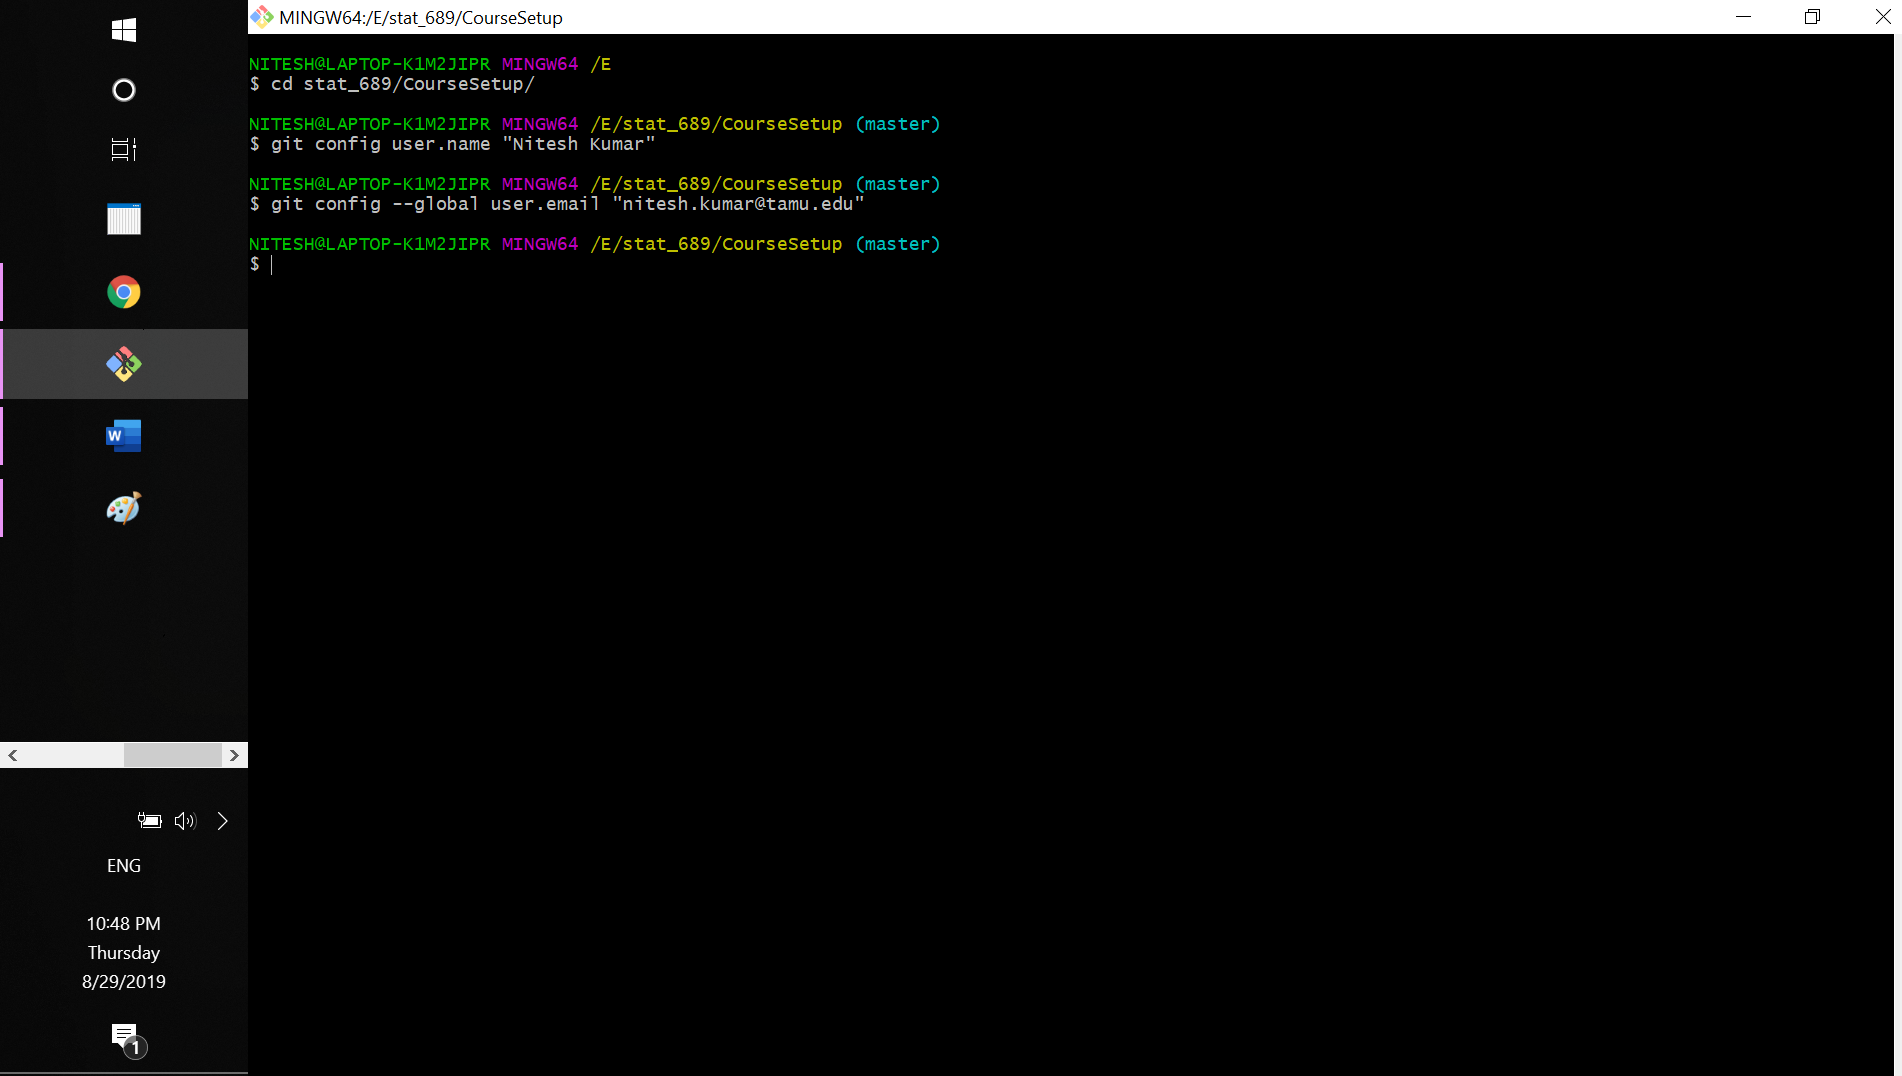 MINGW64:/E/stat_689/CourseSetup
NITESH@LAPTOP-K1M2JIPR MINGW64 /E
$ cd stat_689/CourseSetup/
NITESH@LAPTOP-K1M2JIPR MINGW64 /E/stat_689/CourseSetup (master)
$ git config user.name "Nitesh Kumar"
NITESH@LAPTOP-K1M2JIPR MINGW64 /E/stat_689/CourseSetup (master)
$ git config --global user.email "nitesh.kumar@tamu.edu"
NITESH@LAPTOP-K1M2JIPR MINGW64 /E/stat_689/CourseSetup (master)
$
W
ENG
10:48 PM
Thursday
8/29/2019
1